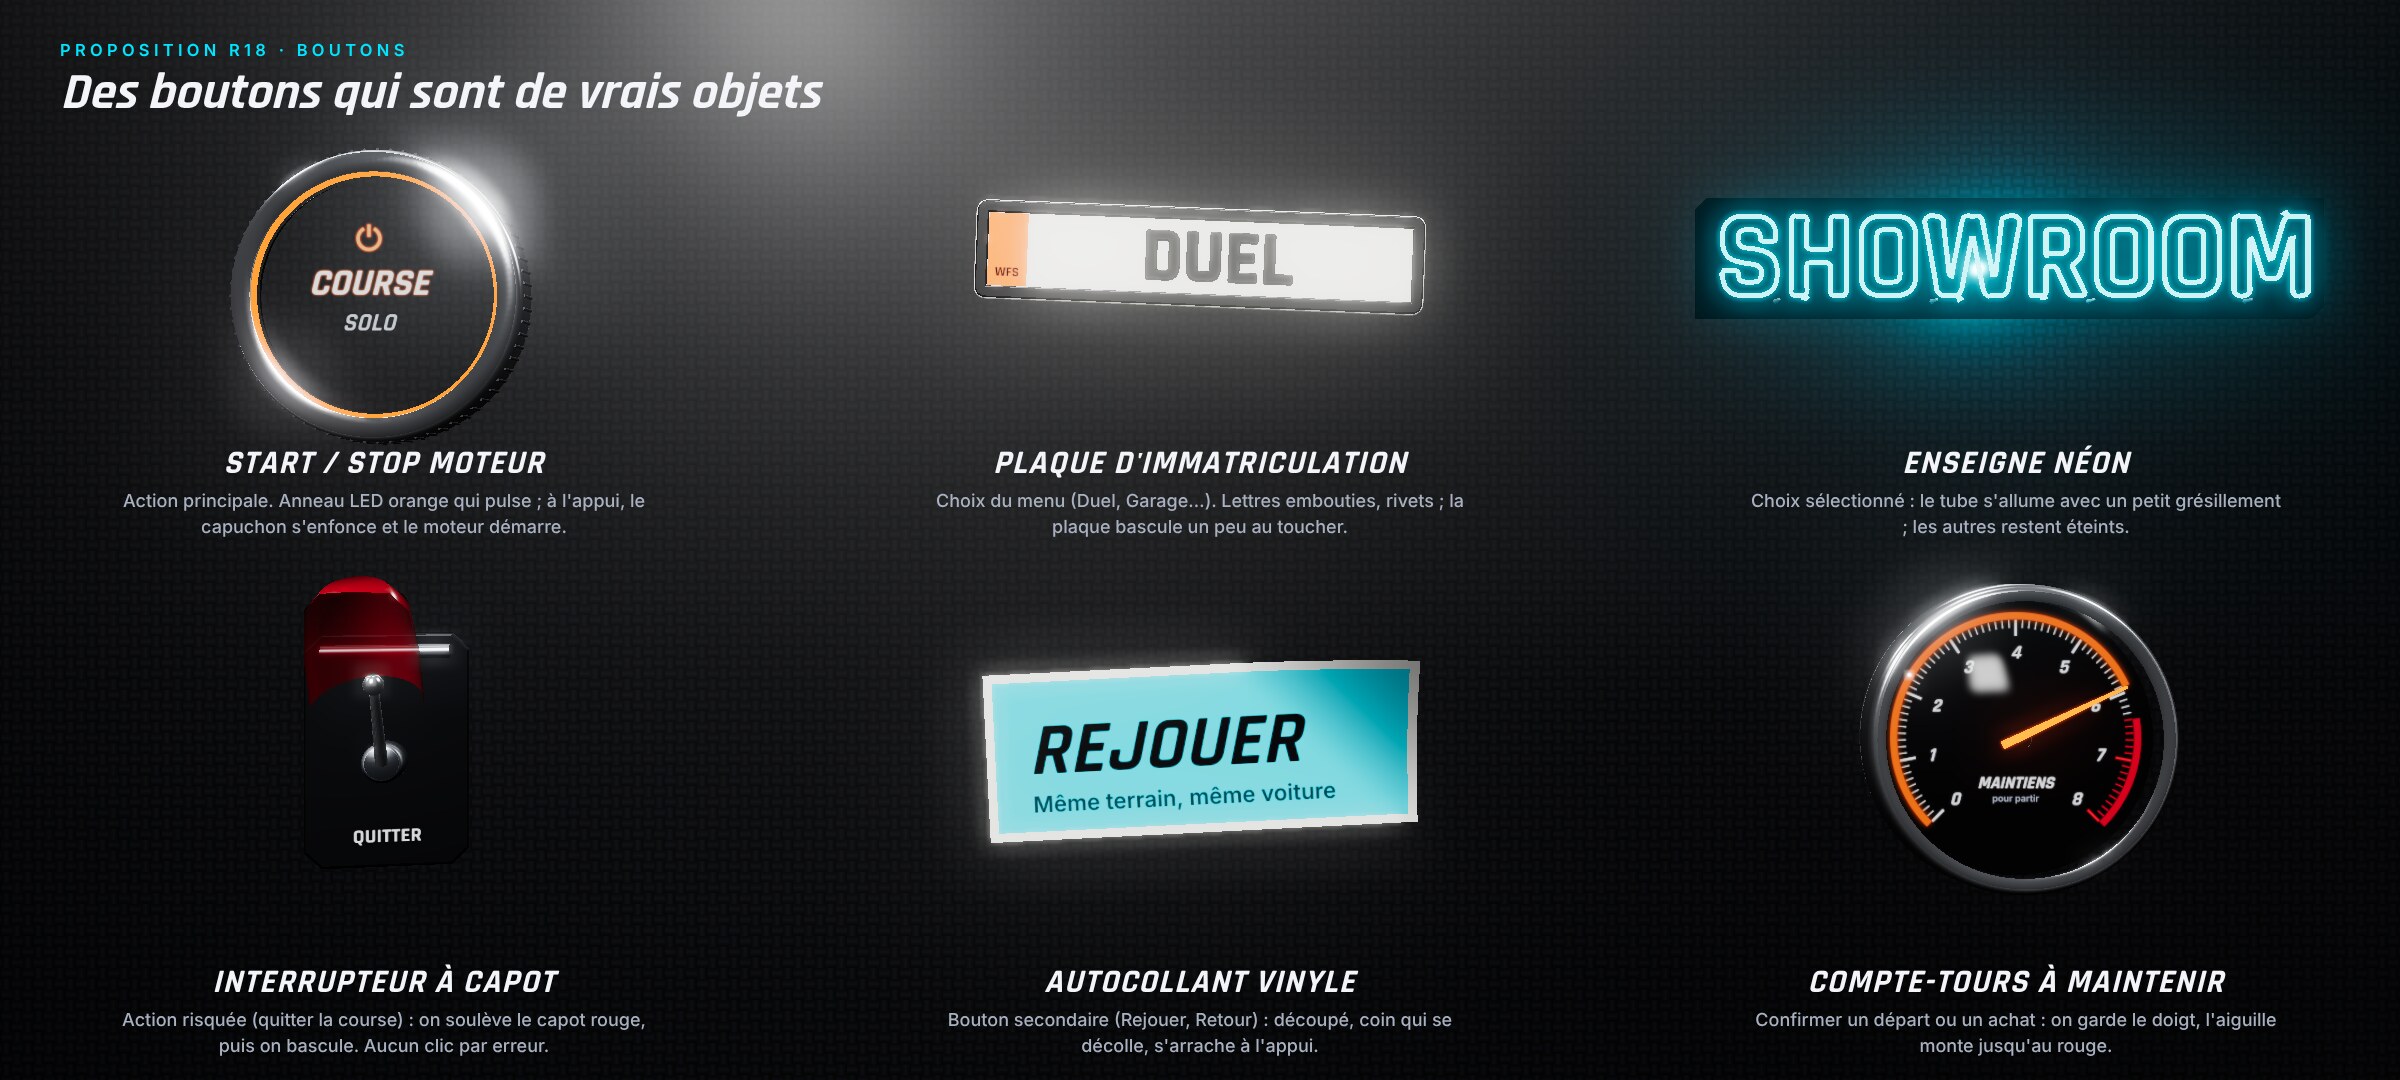 PROPOSITION R18 · BOUTONS
Des boutons qui sont de vrais objets
COURSE
SOLO
START / STOP MOTEUR
Action principale. Anneau LED orange qui pulse ; à l'appui, le
capuchon s'enfonce et le moteur démarre.
WFS
DUEL
PLAQUE D'IMMATRICULATION
Choix du menu (Duel, Garage...). Lettres embouties, rivets ; la
plaque bascule un peu au toucher.
SHOWROOM
ENSEIGNE NÉON
Choix sélectionné : le tube s'allume avec un petit grésillement
; les autres restent éteints.
QUITTER
INTERRUPTEUR À CAPOT
Action risquée (quitter la course) : on soulève le capot rouge,
puis on bascule. Aucun clic par erreur.
REJOUER
Même terrain, même voiture
AUTOCOLLANT VINYLE
Bouton secondaire (Rejouer, Retour) : découpé, coin qui se
décolle, s'arrache à l'appui.
0 1 2 3 4 5 6 7 8
MAINTIENS
pour partir
COMPTE-TOURS À MAINTENIR
Confirmer un départ ou un achat : on garde le doigt, l'aiguille
monte jusqu'au rouge.